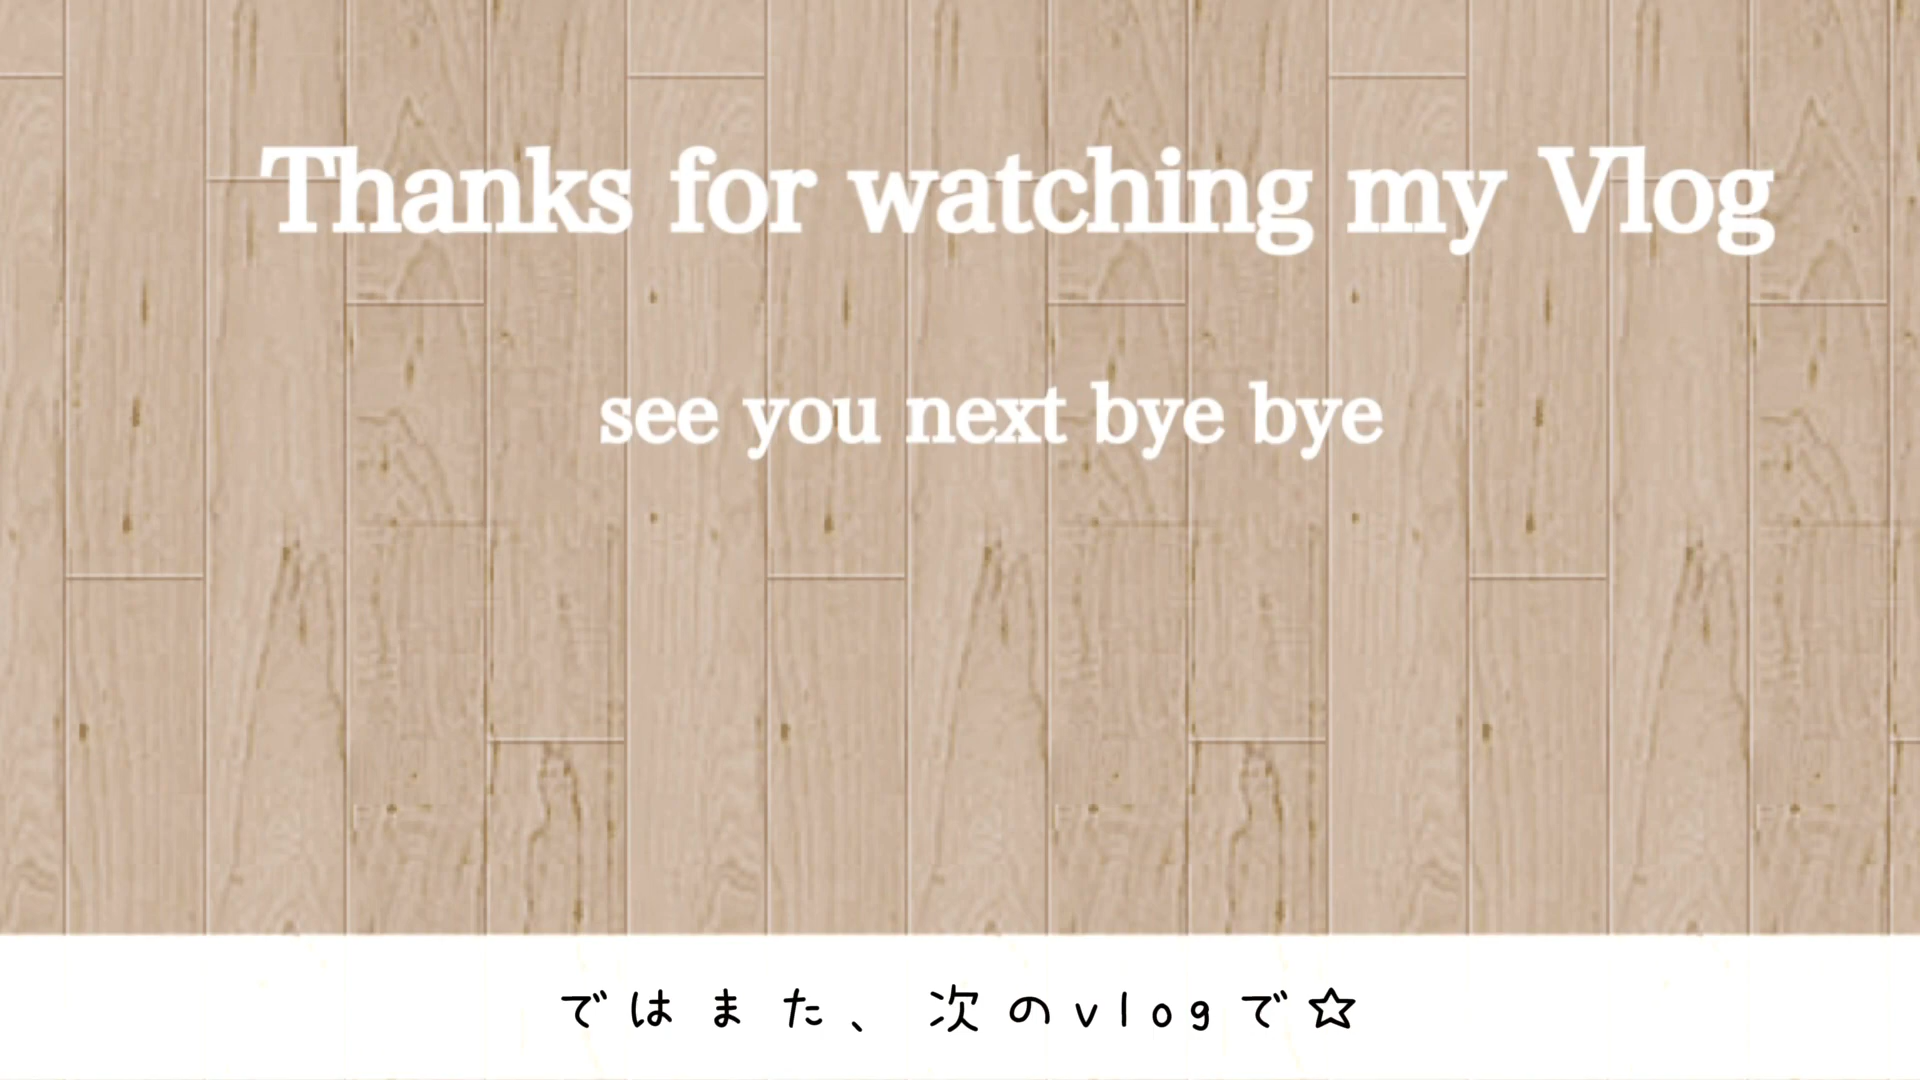 Thanks for watching my Vlog
see you next bye bye
ではまた、次のvlogで☆